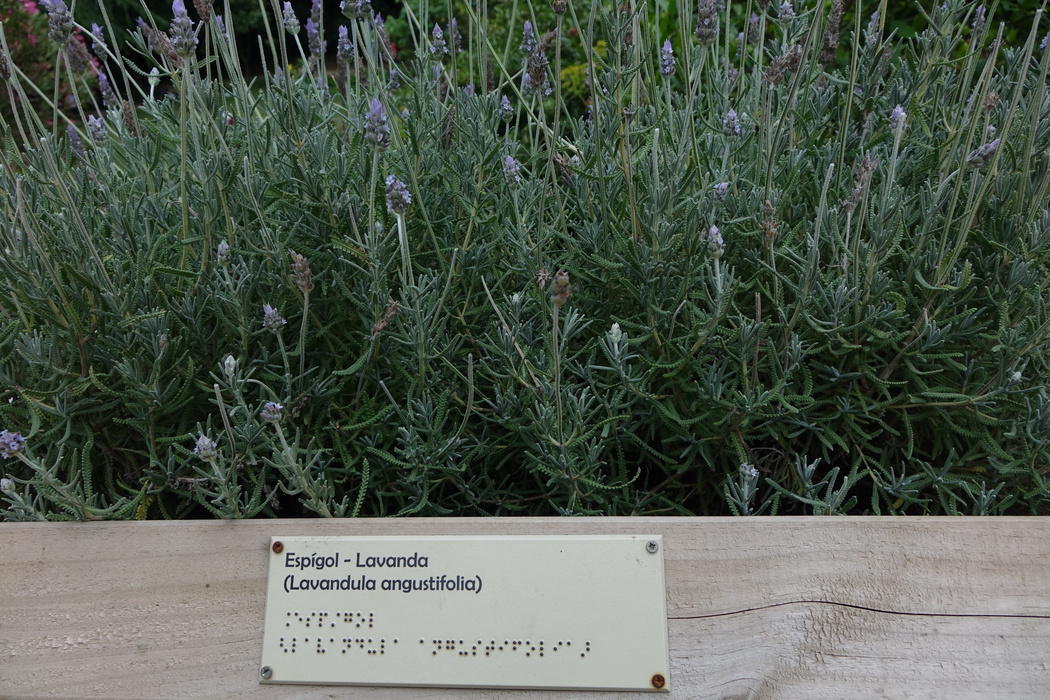 Espígol - Lavanda
(Lavandula angustifolia)